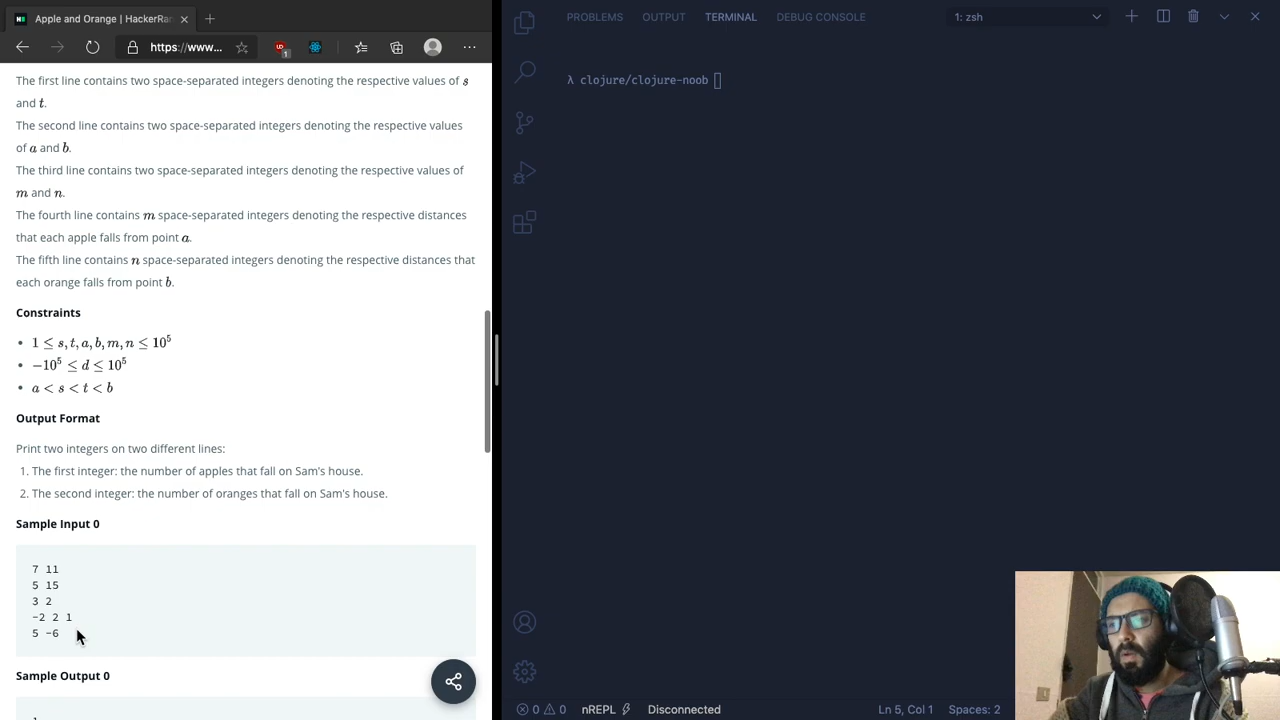 Apple and Orange | HackerRan
https://www...
The first line contains two space-separated integers denoting the respective values of s
and t.
The second line contains two space-separated integers denoting the respective values
of a and b.
The third line contains two space-separated integers denoting the respective values of
m and n.
The fourth line contains m space-separated integers denoting the respective distances
that each apple falls from point a.
The fifth line contains n space-separated integers denoting the respective distances that
each orange falls from point b.
Constraints
• 1 ≤ s, t, a, b, m, n ≤ 10⁵
• −10⁵ ≤ d ≤ 10⁵
• a < s < t < b
Output Format
Print two integers on two different lines:
1. The first integer: the number of apples that fall on Sam's house.
2. The second integer: the number of oranges that fall on Sam's house.
Sample Input 0
7 11
5 15
3 2
-2 2 1
5 -6
Sample Output 0
PROBLEMS OUTPUT TERMINAL DEBUG CONSOLE 1: zsh
λ clojure/clojure-noob
0 0 nREPL Disconnected Ln 5, Col 1 Spaces: 2